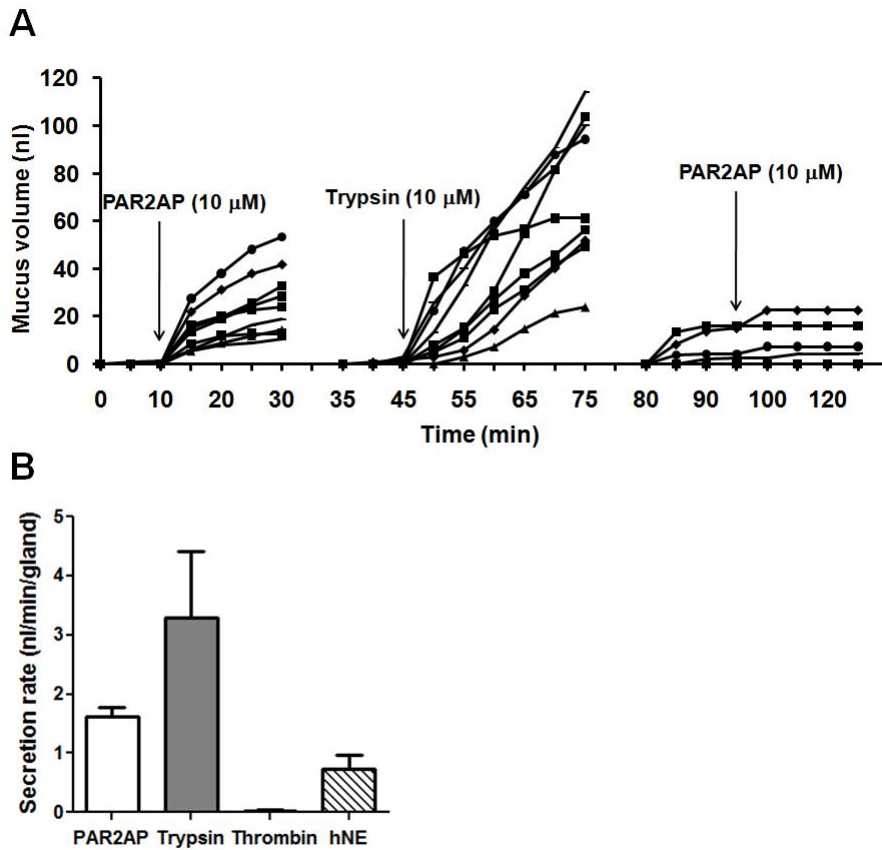 A
120
100
80
60
40
20
0
Mucus volume (nl)
PAR2AP (10 μM)
Trypsin (10 μM)
PAR2AP (10 μM)
0 10 20 30 35 45 55 65 75 80 90 100 120
Time (min)
B
5
4
3
2
1
0
Secretion rate (nl/min/gland)
PAR2AP Trypsin Thrombin hNE